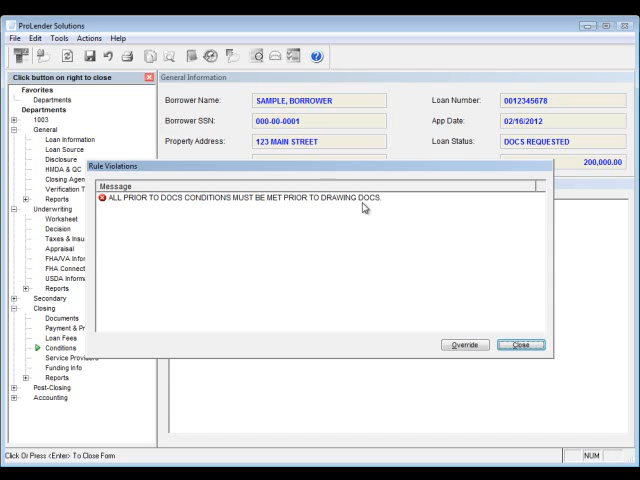 ProLender Solutions
File Edit Tools Actions Help
Click button on right to close
General Information
Favorites
Departments
Departments
1003
General
Loan Information
Loan Source
Disclosure
HMDA & QC
Closing Agen
Verification T
Reports
Underwriting
Worksheet
Decision
Taxes & Insu
Appraisal
FHA/VA Infor
FHA Connect
USDA Inform
Reports
Secondary
Closing
Documents
Payment & Pr
Loan Fees
Conditions
Service Providers
Funding Info
Reports
Post-Closing
Accounting
Borrower Name: SAMPLE, BORROWER Loan Number: 0012345678
Borrower SSN: 000-00-0001 App Date: 02/16/2012
Property Address: 123 MAIN STREET Loan Status: DOCS REQUESTED
200,000.00
Rule Violations
Message
ALL PRIOR TO DOCS CONDITIONS MUST BE MET PRIOR TO DRAWING DOCS.
Override Close
Click Or Press <Enter> To Close Form
NUM